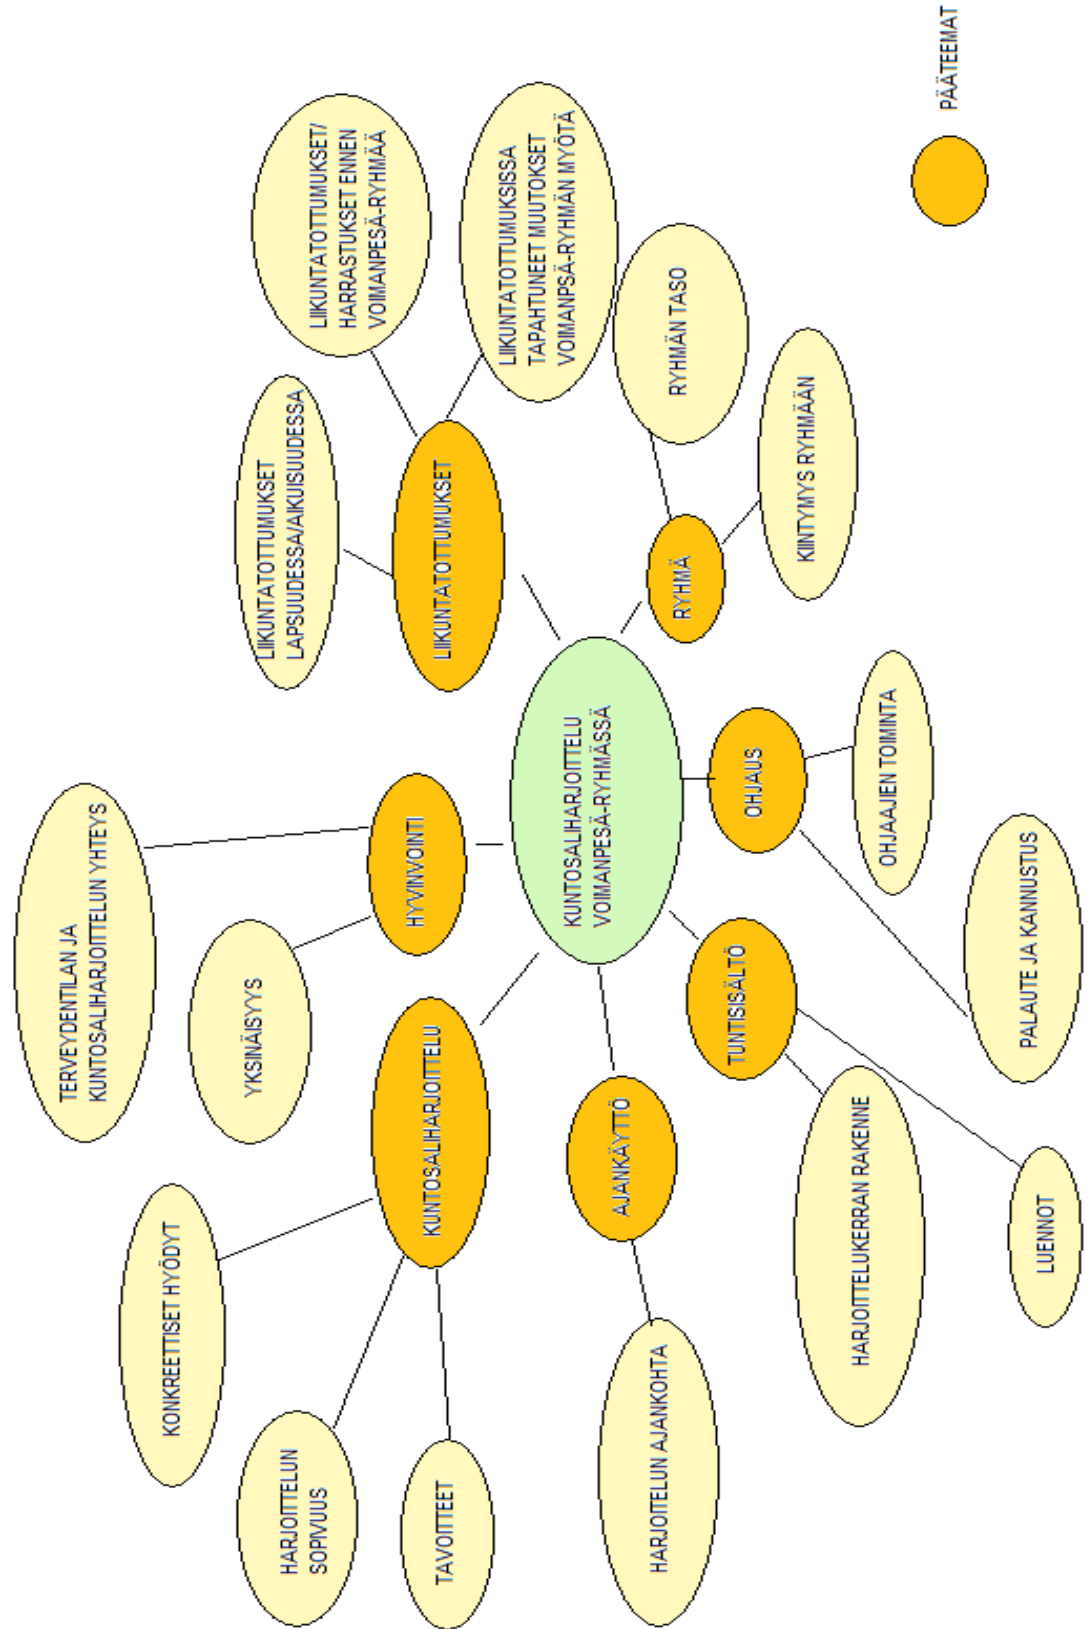 TERVEYDENTILAN JA
KUNTOSALIHARJOITTELUN YHTEYS
KONKREETTISET HYÖDYT
YKSINÄISYYS
LIIKUNTATOTTUMUKSET
LAPSUUDESSA/AIKUISUUDESSA
HARJOITTELUN
SOPIVUUS
LIIKUNTATOTTUMUKSET/
HARRASTUKSET ENNEN
VOIMANPESÄ-RYHMÄÄ
HYVINVOINTI
KUNTOSALIHARJOITTELU
TAVOITTEET
LIIKUNTATOTTUMUKSET
LIIKUNTATOTTUMUKSISSA
TAPAHTUNEET MUUTOKSET
VOIMANPSÄ-RYHMÄN MYÖTÄ
KUNTOSALIHARJOITTELU
VOIMANPESÄ-RYHMÄSSÄ
AJANKÄYTTÖ
HARJOITELUN AJANKOHTA
RYHMÄ
RYHMÄN TASO
TUNTISISÄLTÖ
OHJAUS
KIINTYMYS RYHMÄÄN
HARJOITTELUKERRAN RAKENNE
OHJAAJIEN TOIMINTA
PÄÄTEEMAT
PALAUTE JA KANNUSTUS
LUENNOT